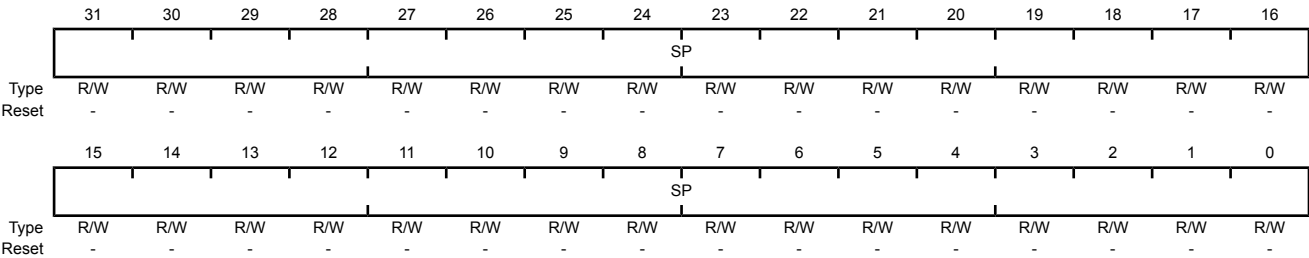 31 30 29 28 27 26 25 24 23 22 21 20 19 18 17 16
SP
Type R/W R/W R/W R/W R/W R/W R/W R/W R/W R/W R/W R/W R/W R/W R/W R/W
Reset - - - - - - - - - - - - - - - -
15 14 13 12 11 10 9 8 7 6 5 4 3 2 1 0
SP
Type R/W R/W R/W R/W R/W R/W R/W R/W R/W R/W R/W R/W R/W R/W R/W R/W
Reset - - - - - - - - - - - - - - - -